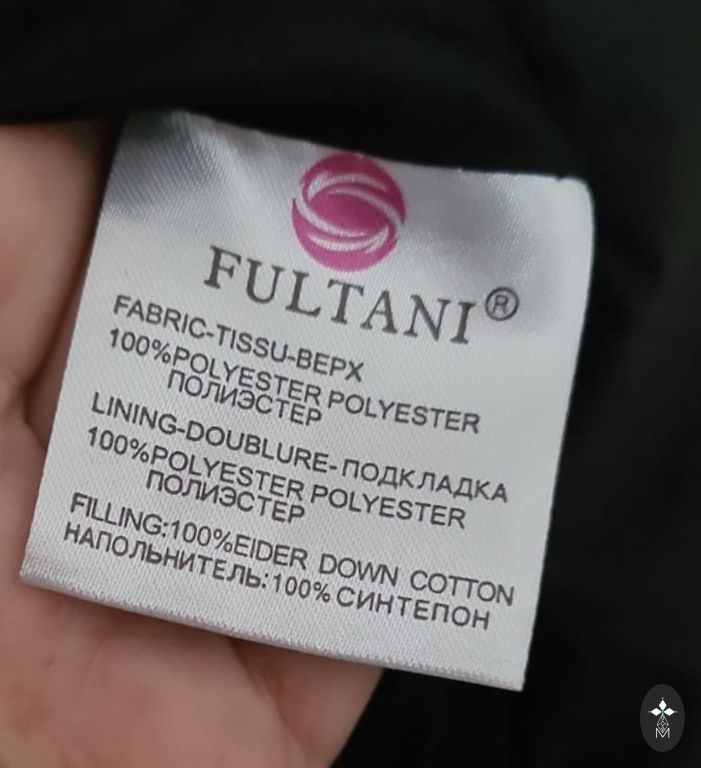 FULTANI®
FABRIC-TISSU-ВЕРХ
100%POLYESTER POLYESTER
ПОЛИЭСТЕР
LINING-DOUBLURE-ПОДКЛАДКА
100%POLYESTER POLYESTER
ПОЛИЭСТЕР
FILLING:100%EIDER DOWN COTTON
НАПОЛЬНИТЕЛЬ:100% СИНТЕПОН
M